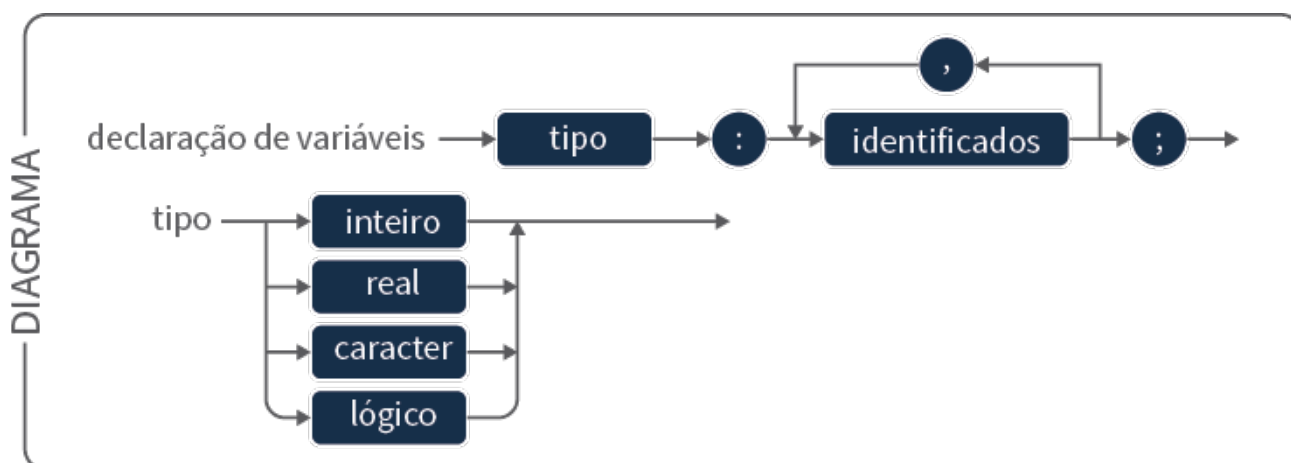 DIAGRAMA
,
declaração de variáveis tipo : identificados ;
tipo inteiro
real
caracter
lógico